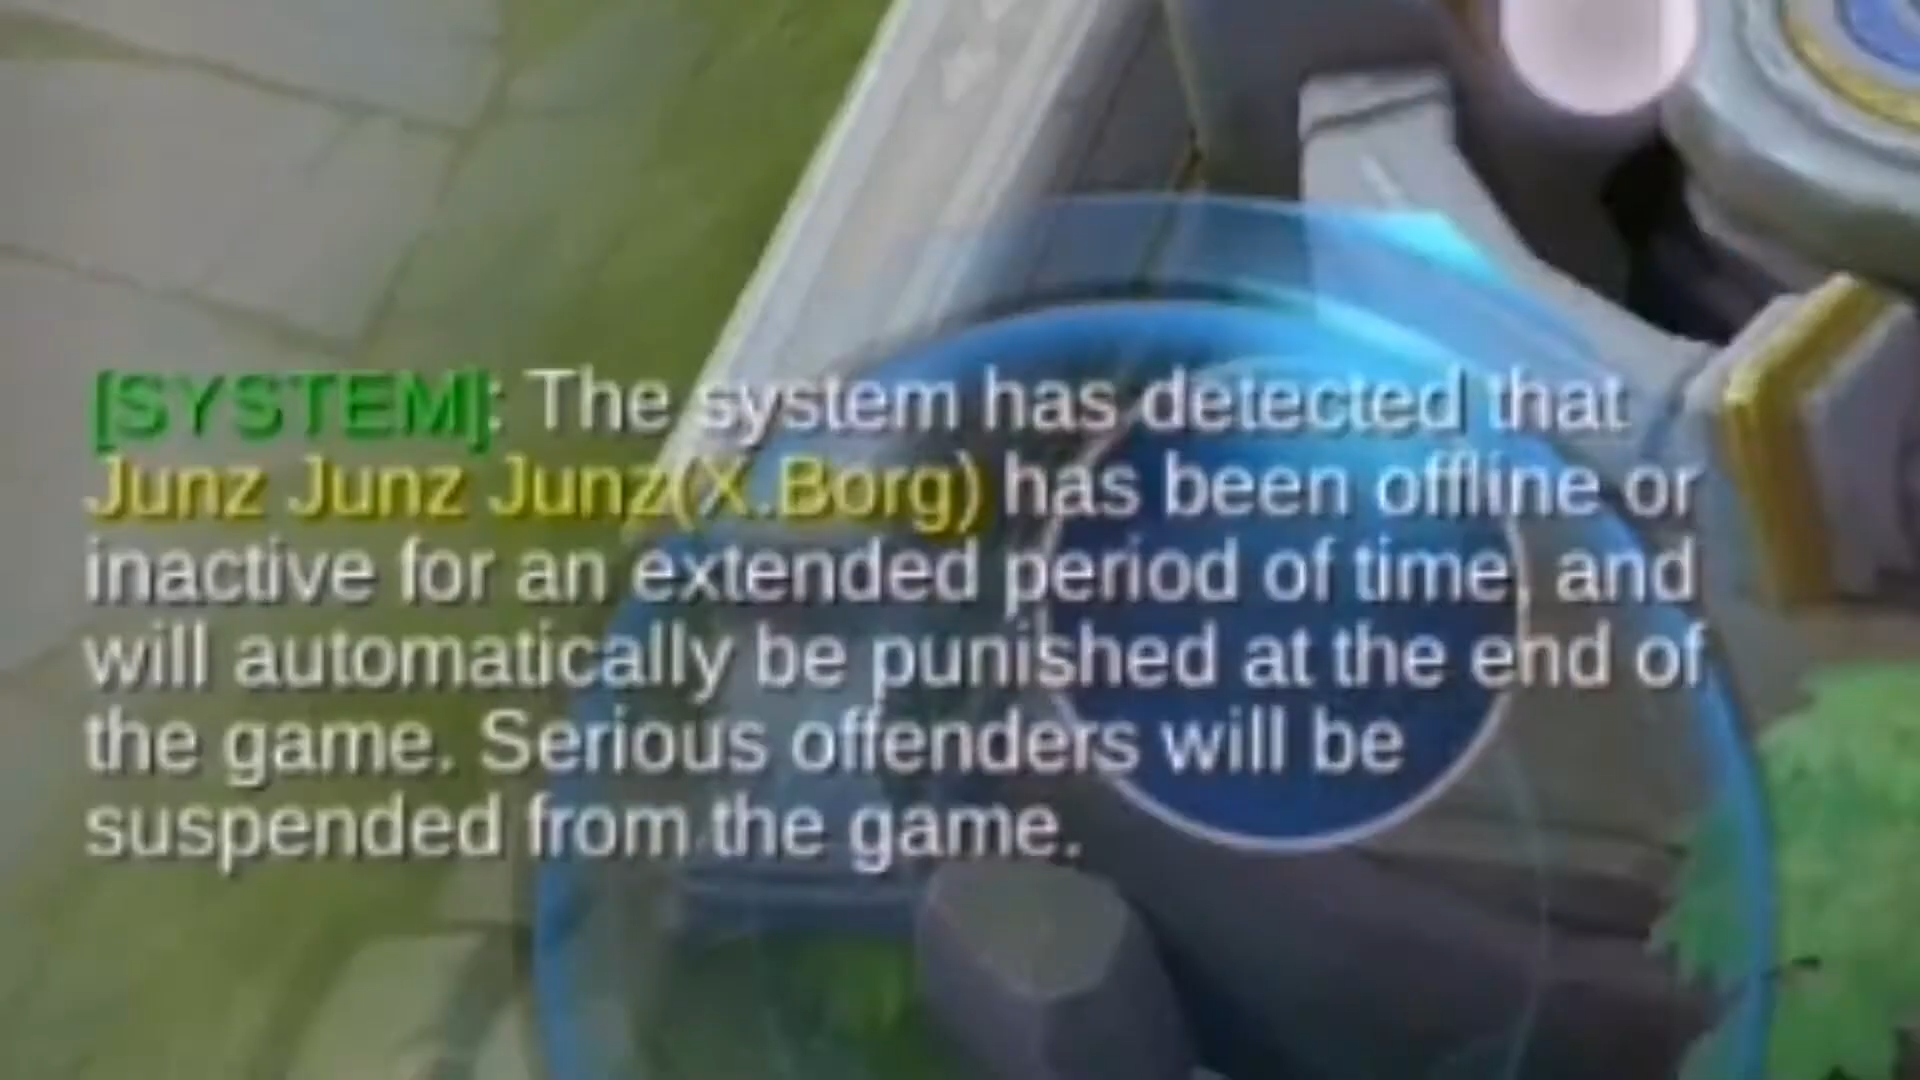 [SYSTEM]: The system has detected that
Junz Junz Junz(X.Borg) has been offline or
inactive for an extended period of time, and
will automatically be punished at the end of
the game. Serious offenders will be
suspended from the game.